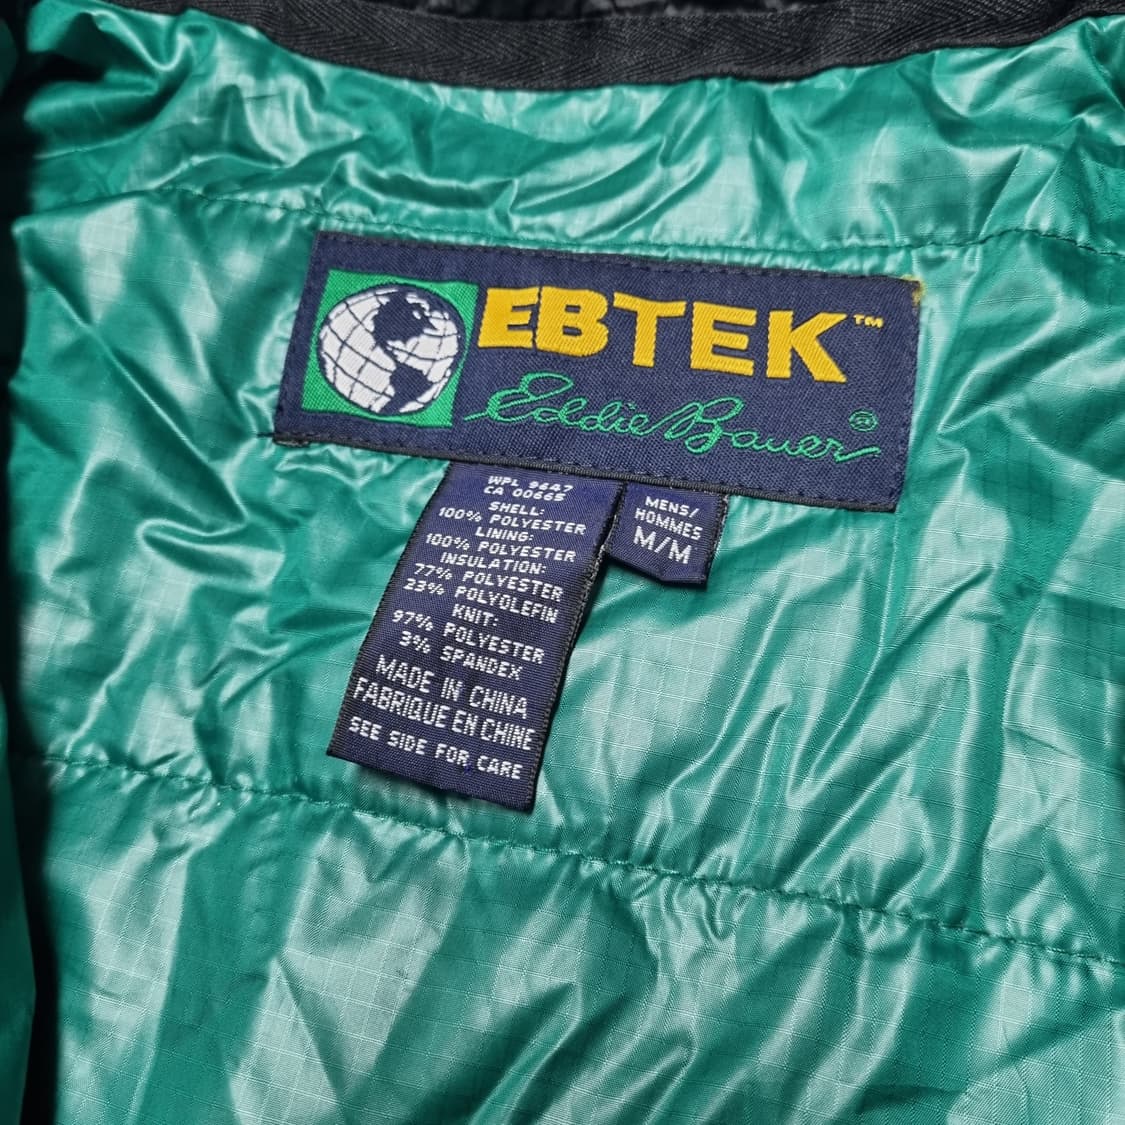 EBTEK™
Eddie Bauer®
WPL 9647
CA 00665
SHELL:
100% POLYESTER
LINING:
100% POLYESTER
INSULATION:
77% POLYESTER
23% POLYOLEFIN
KNIT:
97% POLYESTER
3% SPANDEX
MADE IN CHINA
FABRIQUE EN CHINE
SEE SIDE FOR CARE
MENS/
HOMMES
M/M